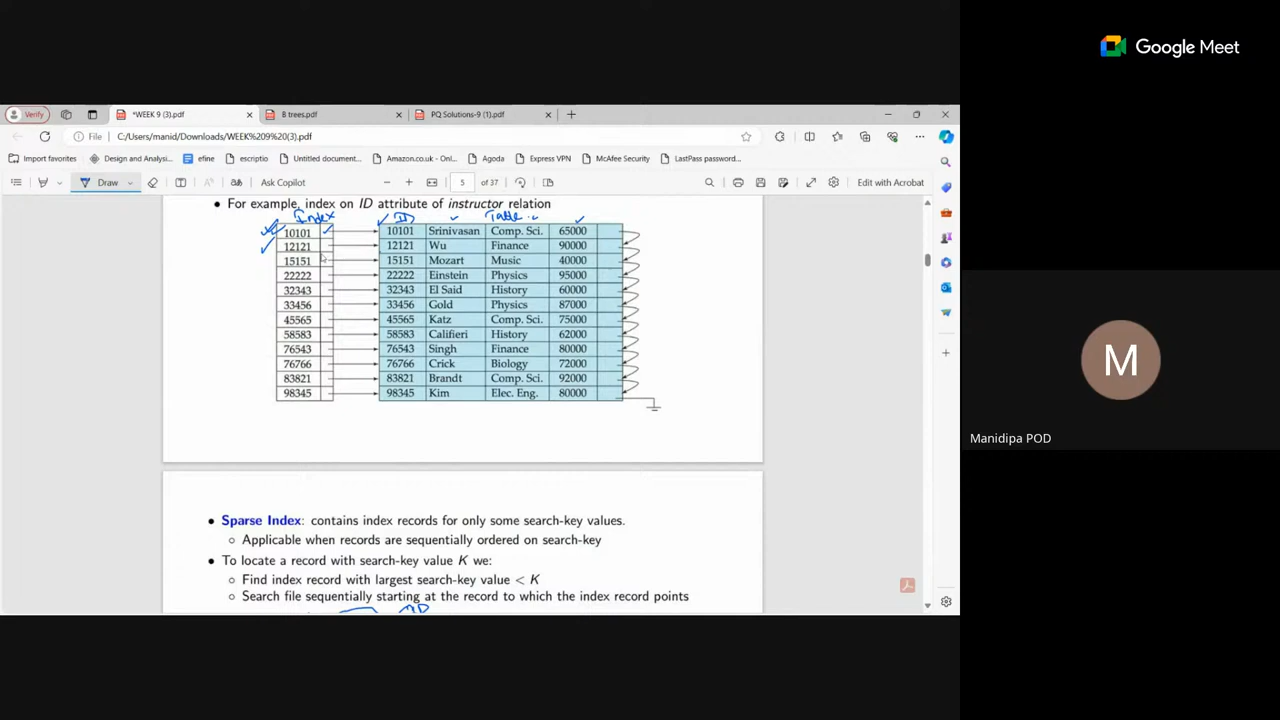 Google Meet
Verify
*WEEK 9 (3).pdf
B trees.pdf
PQ Solutions-9 (1).pdf
File
C:/Users/manid/Downloads/WEEK%209%20(3).pdf
Import favorites
Design and Analysi...
efine
escriptio
Untitled document...
Amazon.co.uk - Onl...
Agoda
Express VPN
McAfee Security
LastPass password...
Draw
Ask Copilot
5 of 37
Edit with Acrobat
• For example, index on ID attribute of instructor relation
Index
ID
Table
10101 10101 Srinivasan Comp. Sci. 65000
12121 12121 Wu Finance 90000
15151 15151 Mozart Music 40000
22222 22222 Einstein Physics 95000
32343 32343 El Said History 60000
33456 33456 Gold Physics 87000
45565 45565 Katz Comp. Sci. 75000
58583 58583 Califieri History 62000
76543 76543 Singh Finance 80000
76766 76766 Crick Biology 72000
83821 83821 Brandt Comp. Sci. 92000
98345 98345 Kim Elec. Eng. 80000
• Sparse Index: contains index records for only some search-key values.
Applicable when records are sequentially ordered on search-key
• To locate a record with search-key value K we:
Find index record with largest search-key value < K
Search file sequentially starting at the record to which the index record points
M
Manidipa POD